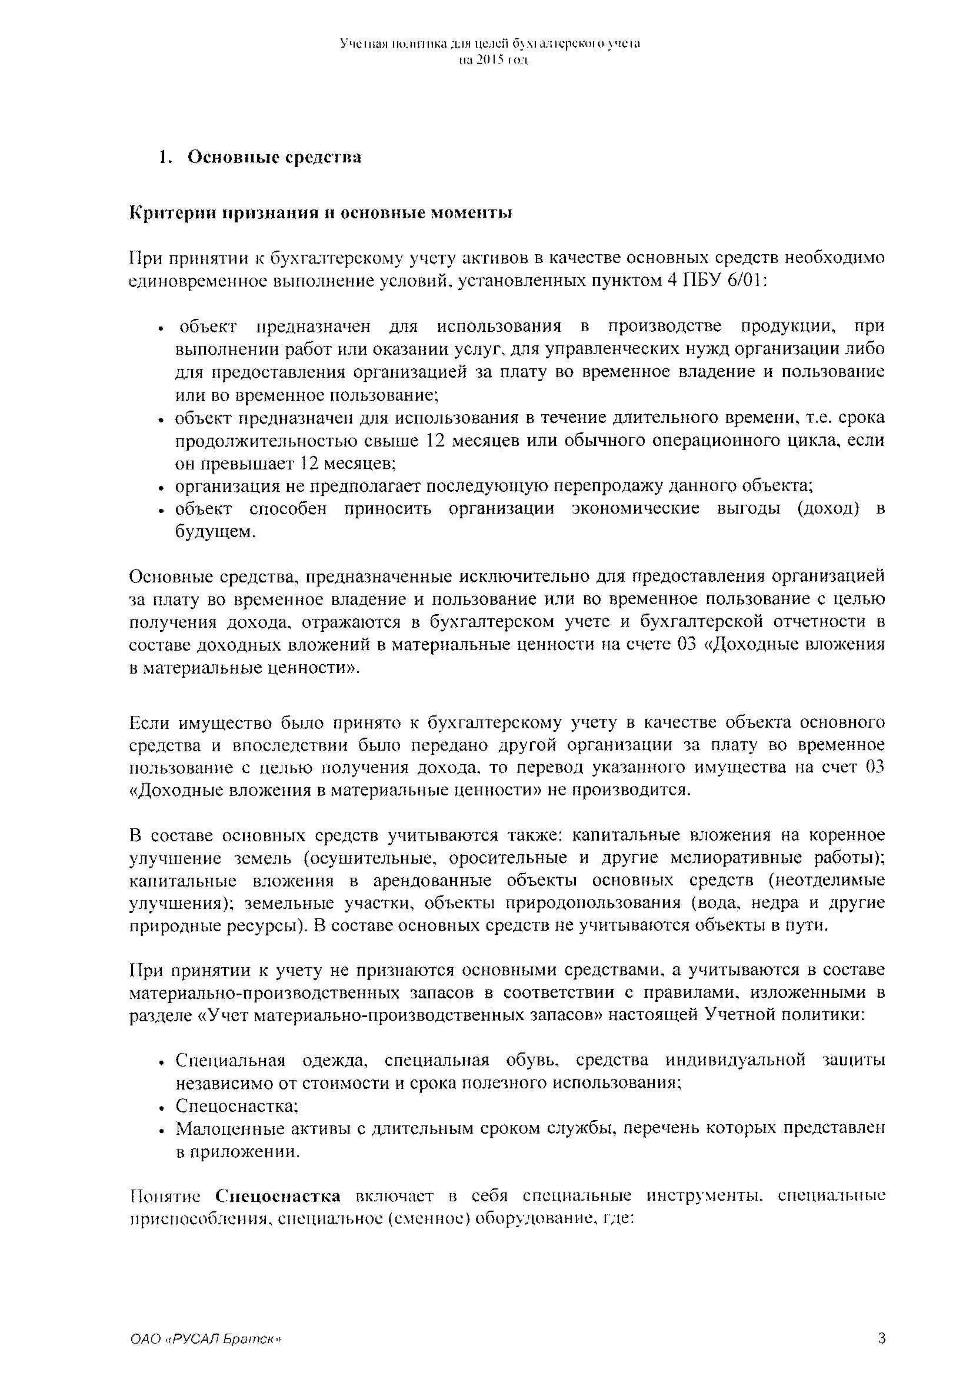 Учетная политика для целей бухгалтерского учета
на 2015 год
1. Основные средства
Критерии признания и основные моменты
При принятии к бухгалтерскому учету активов в качестве основных средств необходимо
единовременное выполнение условий, установленных пунктом 4 ПБУ 6/01:
• объект предназначен для использования в производстве продукции, при
выполнении работ или оказании услуг, для управленческих нужд организации либо
для предоставления организацией за плату во временное владение и пользование
или во временное пользование;
• объект предназначен для использования в течение длительного времени, т.е. срока
продолжительностью свыше 12 месяцев или обычного операционного цикла, если
он превышает 12 месяцев;
• организация не предполагает последующую перепродажу данного объекта;
• объект способен приносить организации экономические выгоды (доход) в
будущем.
Основные средства, предназначенные исключительно для предоставления организацией
за плату во временное владение и пользование или во временное пользование с целью
получения дохода, отражаются в бухгалтерском учете и бухгалтерской отчетности в
составе доходных вложений в материальные ценности на счете 03 «Доходные вложения
в материальные ценности».
Если имущество было принято к бухгалтерскому учету в качестве объекта основного
средства и впоследствии было передано другой организации за плату во временное
пользование с целью получения дохода, то перевод указанного имущества на счет 03
«Доходные вложения в материальные ценности» не производится.
В составе основных средств учитываются также: капитальные вложения на коренное
улучшение земель (осушительные, оросительные и другие мелиоративные работы);
капитальные вложения в арендованные объекты основных средств (неотделимые
улучшения); земельные участки, объекты природопользования (вода, недра и другие
природные ресурсы). В составе основных средств не учитываются объекты в пути.
При принятии к учету не признаются основными средствами, а учитываются в составе
материально-производственных запасов в соответствии с правилами, изложенными в
разделе «Учет материально-производственных запасов» настоящей Учетной политики:
• Специальная одежда, специальная обувь, средства индивидуальной защиты
независимо от стоимости и срока полезного использования;
• Спецоснастка;
• Малоценные активы с длительным сроком службы, перечень которых представлен
в приложении.
Понятие Спецоснастка включает в себя специальные инструменты, специальные
приспособления, специальное (сменное) оборудование, где:
ОАО «РУСАЛ Братск» 3